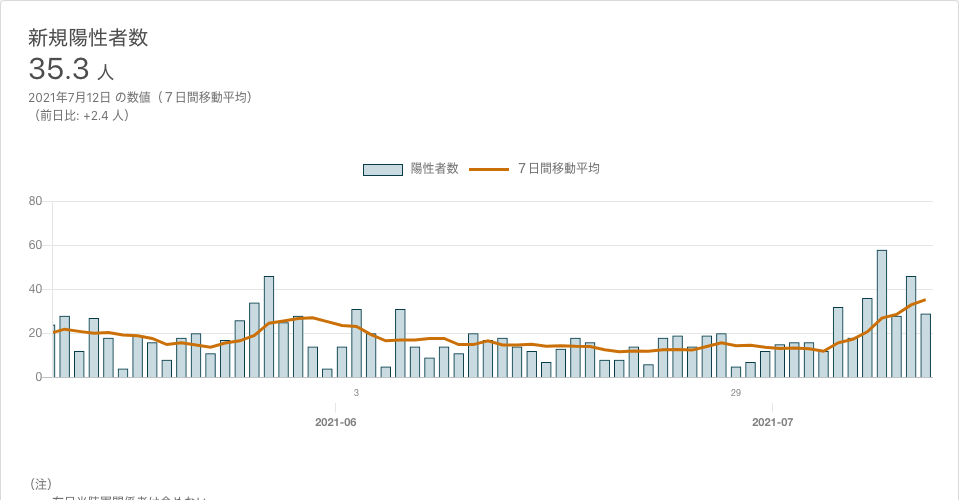 新規陽性者数
35.3 人
2021年7月12日 の数値（７日間移動平均）
（前日比: +2.4 人）
陽性者数 ７日間移動平均
80
60
40
20
0
3 29
2021-06 2021-07
（注）